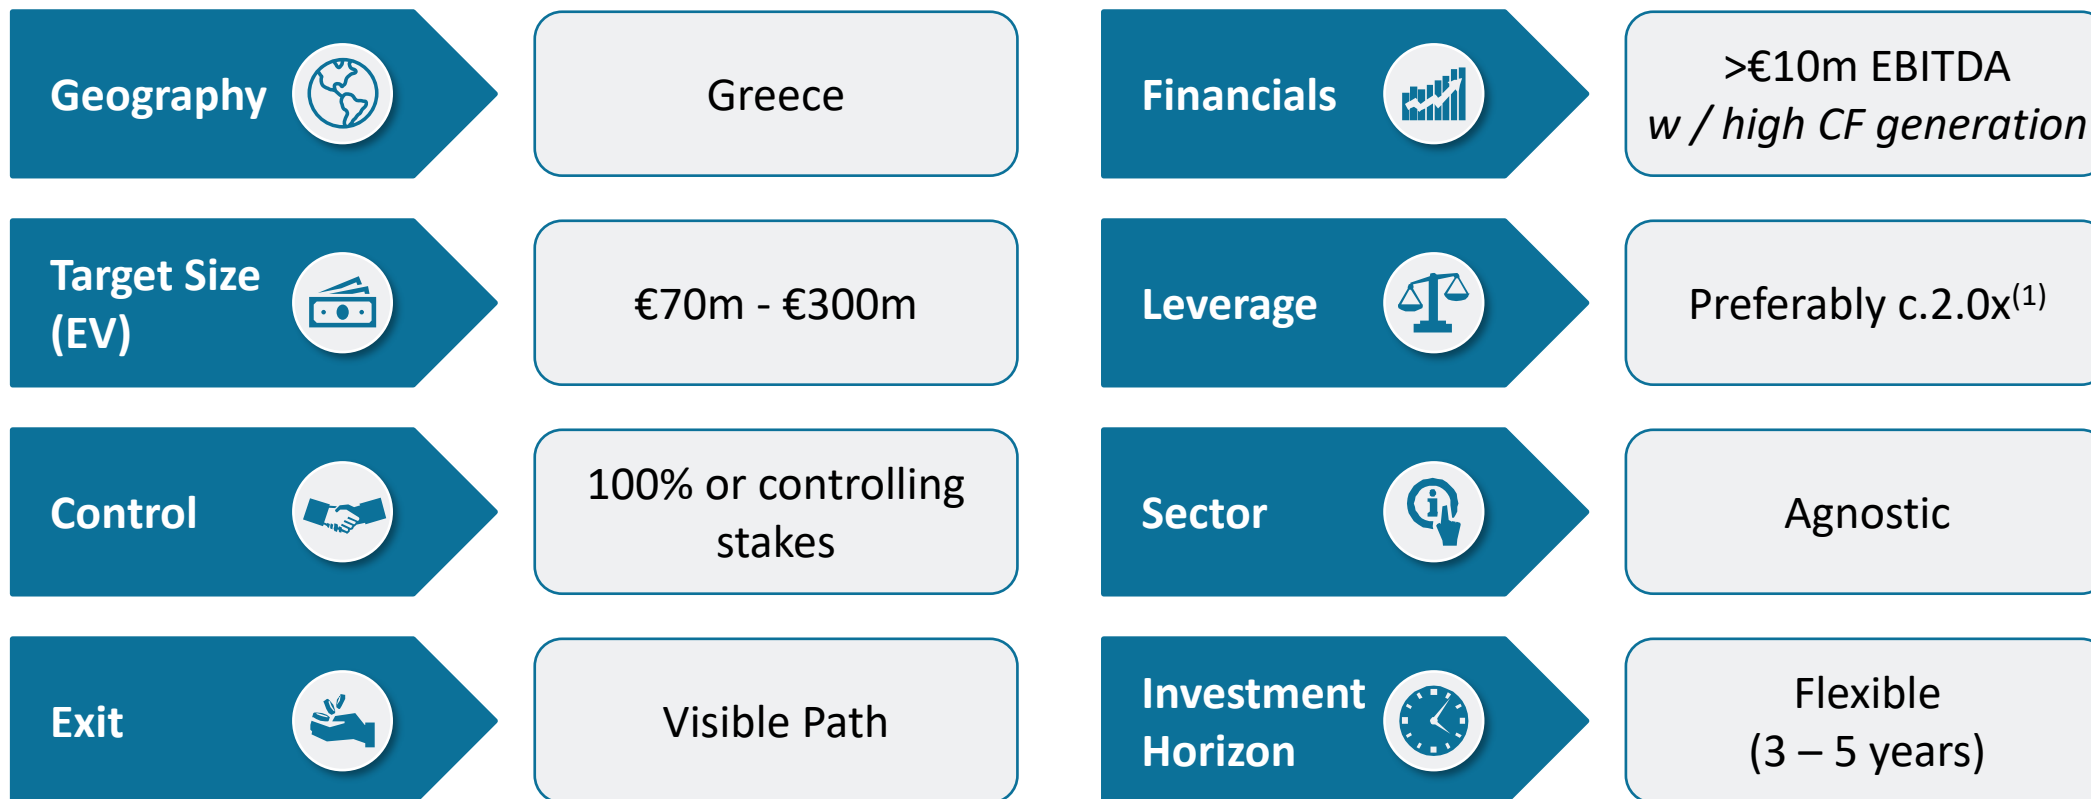 Geography
Greece
Financials
>€10m EBITDA
w / high CF generation
Target Size
(EV)
€70m - €300m
Leverage
Preferably c.2.0x(1)
Control
100% or controlling
stakes
Sector
Agnostic
Exit
Visible Path
Investment
Horizon
Flexible
(3 – 5 years)